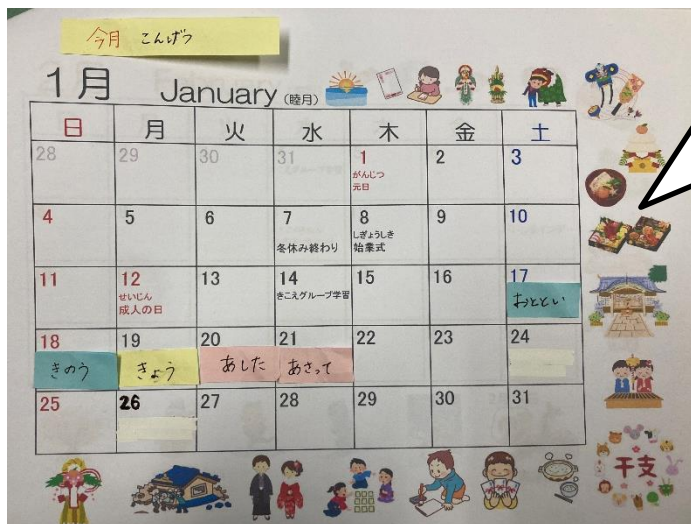 今月 こんげつ
1月 January (睦月)
日 月 火 水 木 金 土
28 29 30 31 1 2 3
がんじつ
元日
4 5 6 7 8 9 10
冬休み終わり しぎょうしき
始業式
11 12 13 14 15 16 17
せいじん きこえグループ学習 おととい
成人の日
18 19 20 21 22 23 24
きのう きょう あした あさって
25 26 27 28 29 30 31
干支